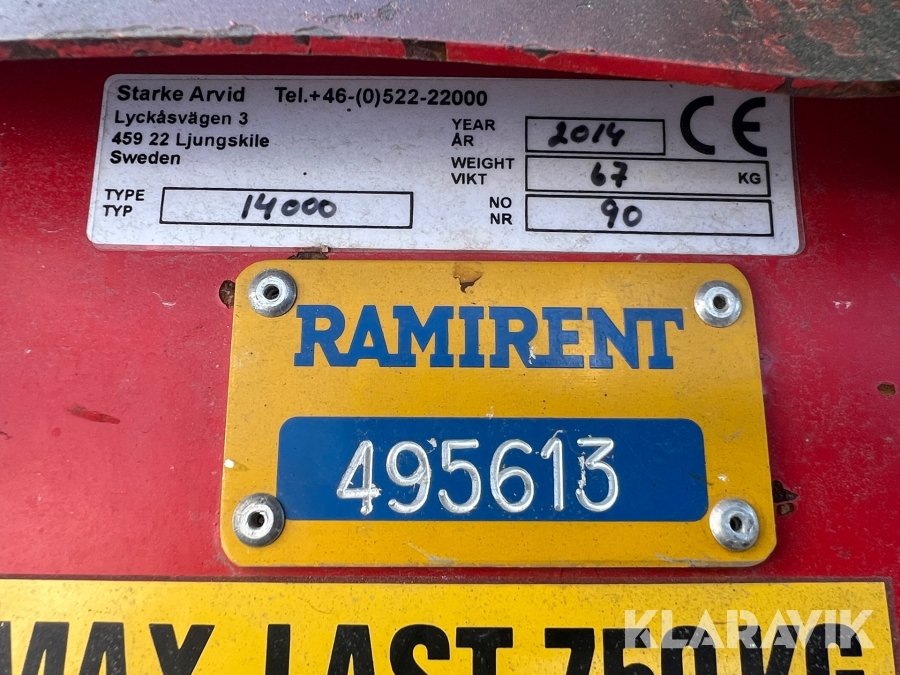 Starke Arvid Tel.+46-(0)522-22000
Lyckåsvägen 3
459 22 Ljungskile
Sweden
TYPE
TYP
14000
YEAR
ÅR
2014
CE
WEIGHT
VIKT
67 KG
NO
NR
90
RAMIRENT
495613
MAX. LAST 750 KG
KLARAVIK